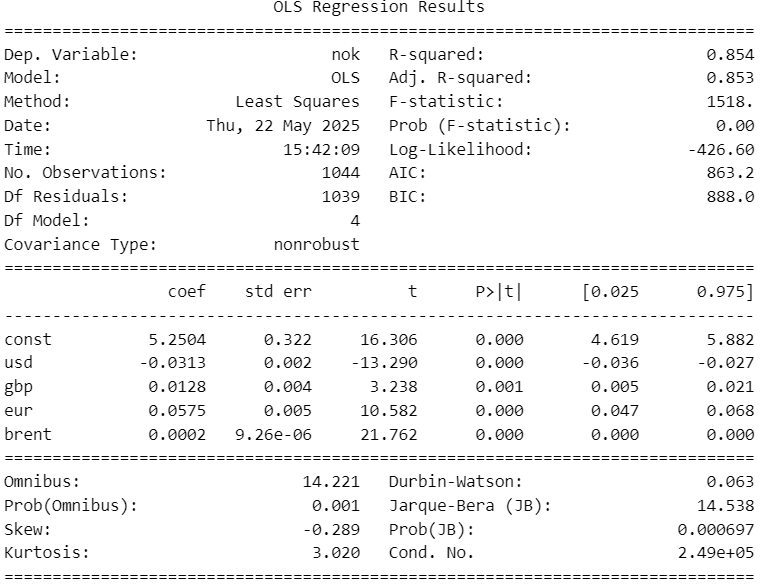 OLS Regression Results
==============================================================================
Dep. Variable:                    nok   R-squared:                       0.854
Model:                            OLS   Adj. R-squared:                  0.853
Method:                 Least Squares   F-statistic:                     1518.
Date:                Thu, 22 May 2025   Prob (F-statistic):               0.00
Time:                        15:42:09   Log-Likelihood:                -426.60
No. Observations:                1044   AIC:                             863.2
Df Residuals:                    1039   BIC:                             888.0
Df Model:                           4
Covariance Type:            nonrobust
==============================================================================
                 coef    std err          t      P>|t|      [0.025      0.975]
------------------------------------------------------------------------------
const          5.2504      0.322     16.306      0.000       4.619       5.882
usd           -0.0313      0.002    -13.290      0.000      -0.036      -0.027
gbp            0.0128      0.004      3.238      0.001       0.005       0.021
eur            0.0575      0.005     10.582      0.000       0.047       0.068
brent          0.0002   9.26e-06     21.762      0.000       0.000       0.000
==============================================================================
Omnibus:                       14.221   Durbin-Watson:                   0.063
Prob(Omnibus):                  0.001   Jarque-Bera (JB):               14.538
Skew:                          -0.289   Prob(JB):                     0.000697
Kurtosis:                       3.020   Cond. No.                     2.49e+05
==============================================================================